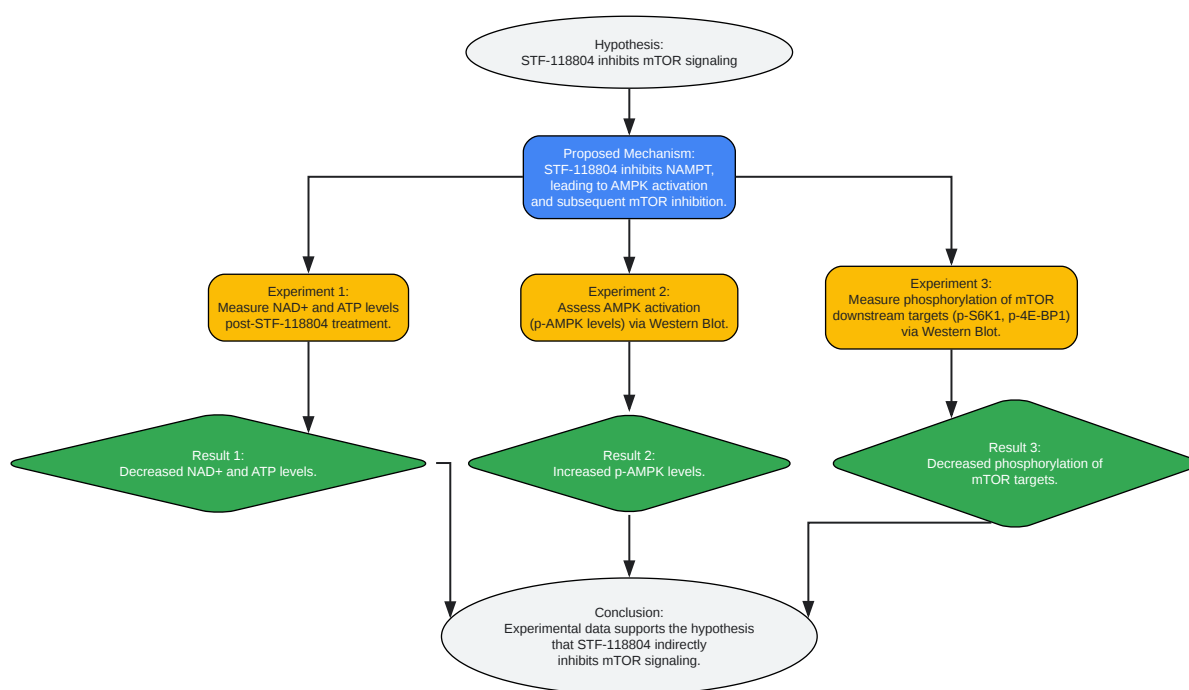 Hypothesis:
STF-118804 inhibits mTOR signaling
Proposed Mechanism:
STF-118804 inhibits NAMPT,
leading to AMPK activation
and subsequent mTOR inhibition.
Experiment 1:
Measure NAD+ and ATP levels
post-STF-118804 treatment.
Experiment 2:
Assess AMPK activation
(p-AMPK levels) via Western Blot.
Experiment 3:
Measure phosphorylation of mTOR
downstream targets (p-S6K1, p-4E-BP1)
via Western Blot.
Result 1:
Decreased NAD+ and ATP levels.
Result 2:
Increased p-AMPK levels.
Result 3:
Decreased phosphorylation of
mTOR targets.
Conclusion:
Experimental data supports the hypothesis
that STF-118804 indirectly
inhibits mTOR signaling.